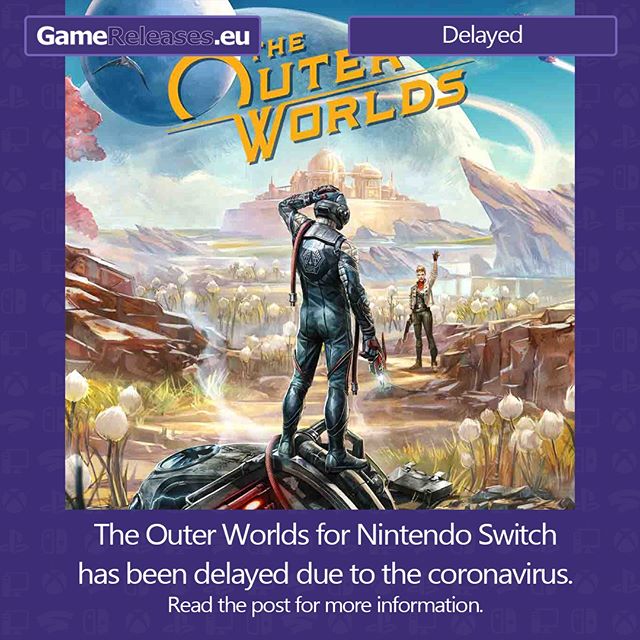 GameReleases.eu
Delayed
THE
OUTER
WORLDS
The Outer Worlds for Nintendo Switch
has been delayed due to the coronavirus.
Read the post for more information.